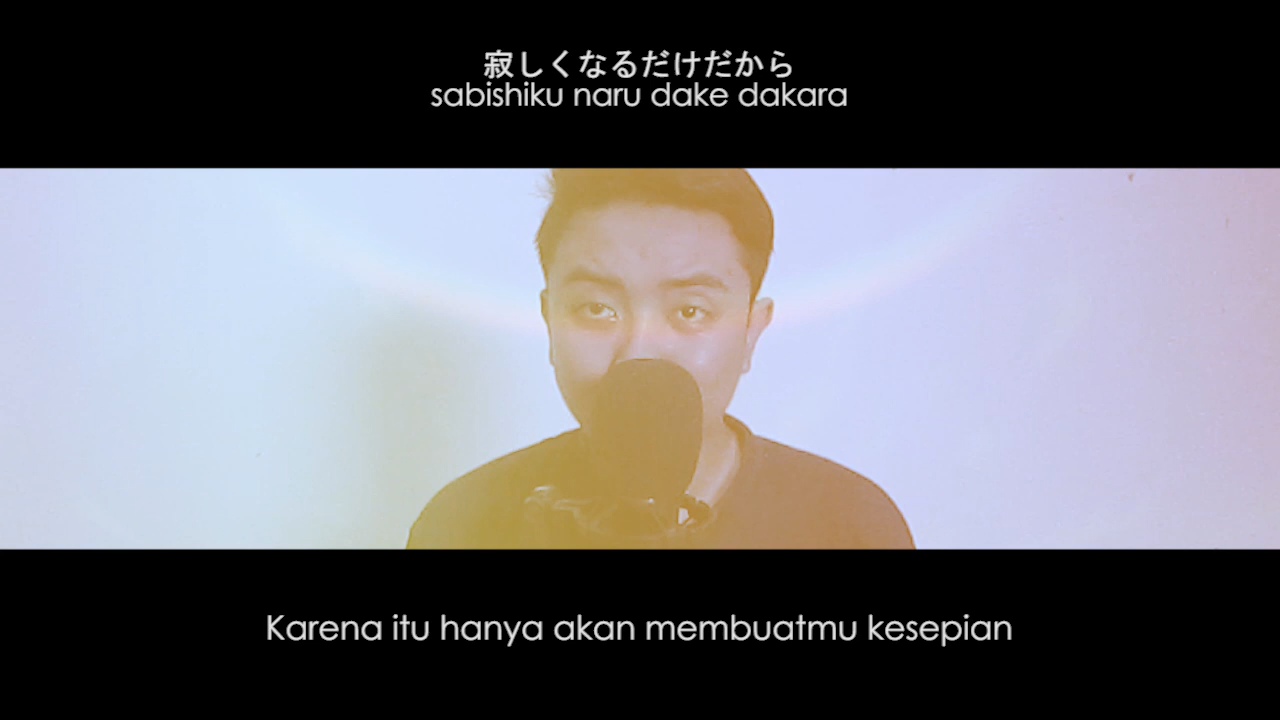 寂しくなるだけだから
sabishiku naru dake dakara
Karena itu hanya akan membuatmu kesepian